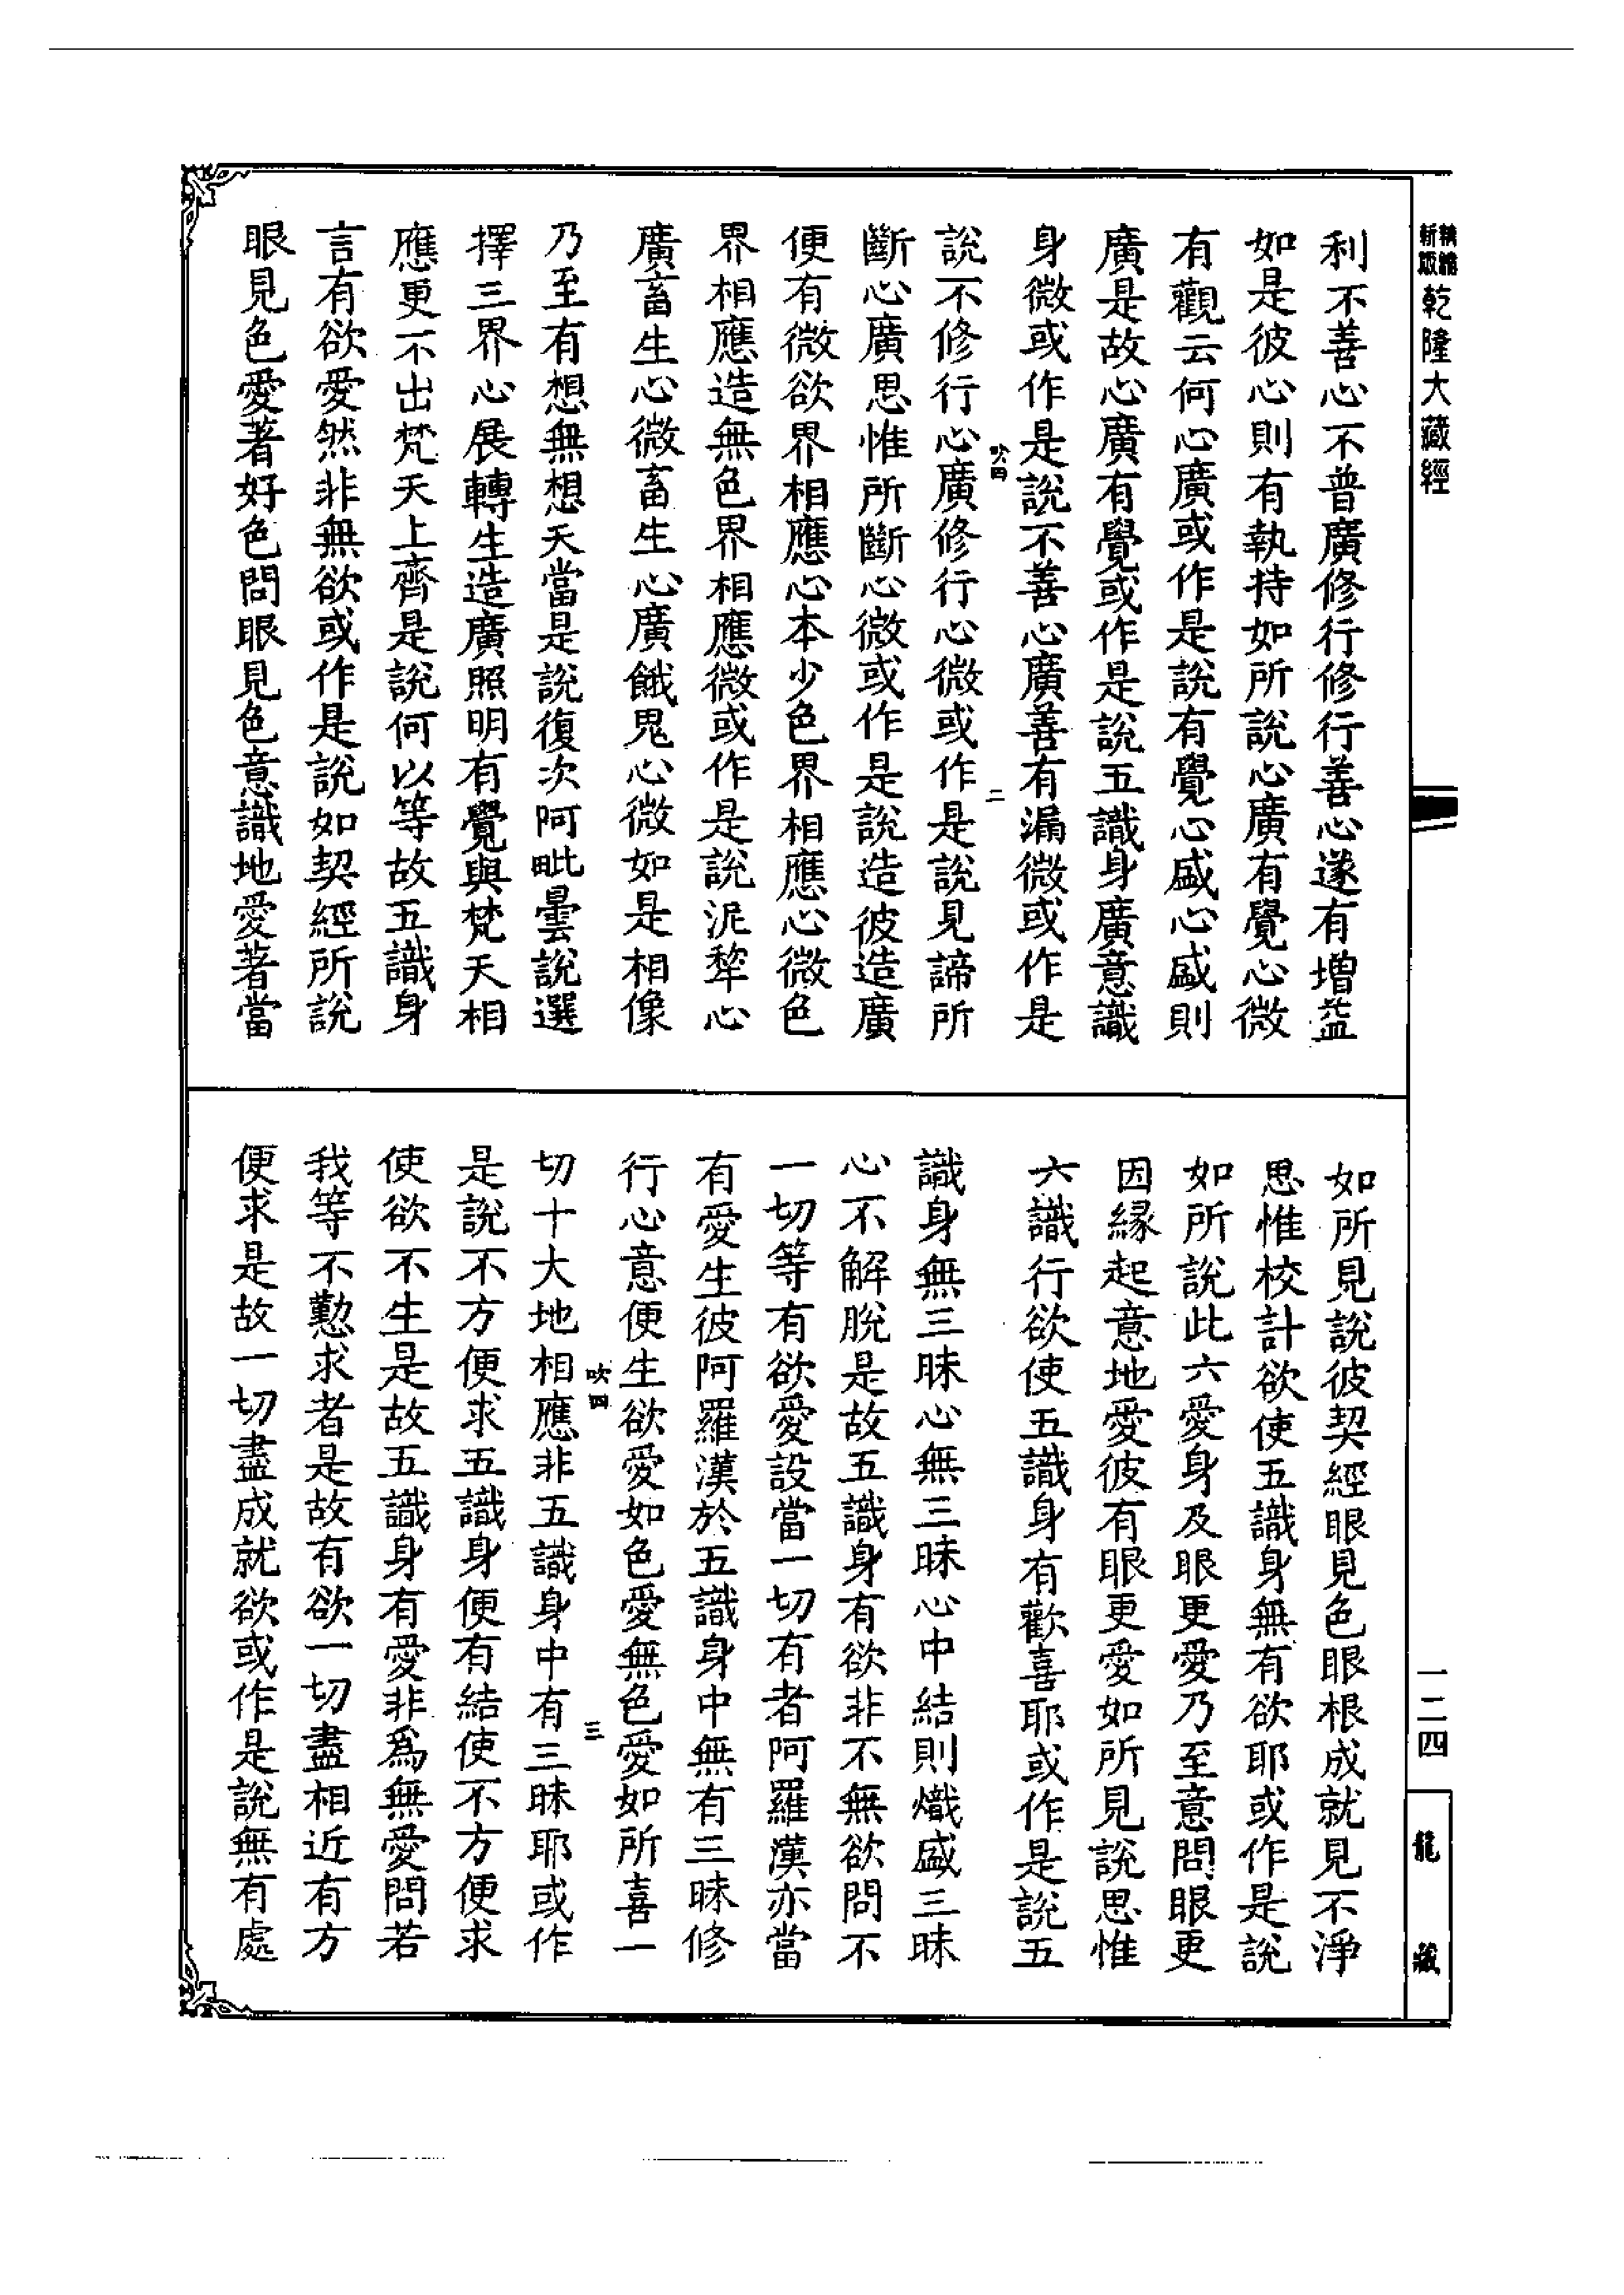 精縮新版乾隆大藏經
利不善心不普廣修行修行善心遂有增益
如是彼心則有執持如所說心廣有覺心微
有觀云何心廣或作是說有覺心盛心盛則
廣是故心廣有覺或作是說五識身廣意識
身微或作是說不善心廣善有漏微或作是
吠四 二
說不修行心廣修行心微或作是說見諦所
斷心廣思惟所斷心微或作是說造彼造廣
便有微欲界相應心本少色界相應心微色
界相應造無色界相應微或作是說泥犂心
廣畜生心微畜生心廣餓鬼心微如是相像
乃至有想無想天當是說復次阿毗曇說選
擇三界心展轉生造廣照明有覺與梵天相
應更不出梵天上齊是說何以等故五識身
言有欲愛然非無欲或作是說如契經所說
眼見色愛著好色問眼見色意識地愛著當
如所見說彼契經眼見色眼根成就見不淨
思惟校計欲使五識身無有欲耶或作是說
如所說此六愛身及眼更愛乃至意問眼更
因緣起意地愛彼有眼更愛如所見說思惟
六識行欲使五識身有歡喜耶或作是說五
識身無三昧心無三昧心中結則熾盛三昧
心不解脫是故五識身有欲非不無欲問不
一切等有欲愛設當一切有者阿羅漢亦當
有愛生彼阿羅漢於五識身中無有三昧修
行心意便生欲愛如色愛無色愛如所喜一
吠四 三
切十大地相應非五識身中有三昧耶或作
是說不方便求五識身便有結使不方便求
使欲不生是故五識身有愛非為無愛問若
我等不懃求者是故有欲一切盡相近有方
便求是故一切盡成就欲或作是說無有處
一二四
龍藏